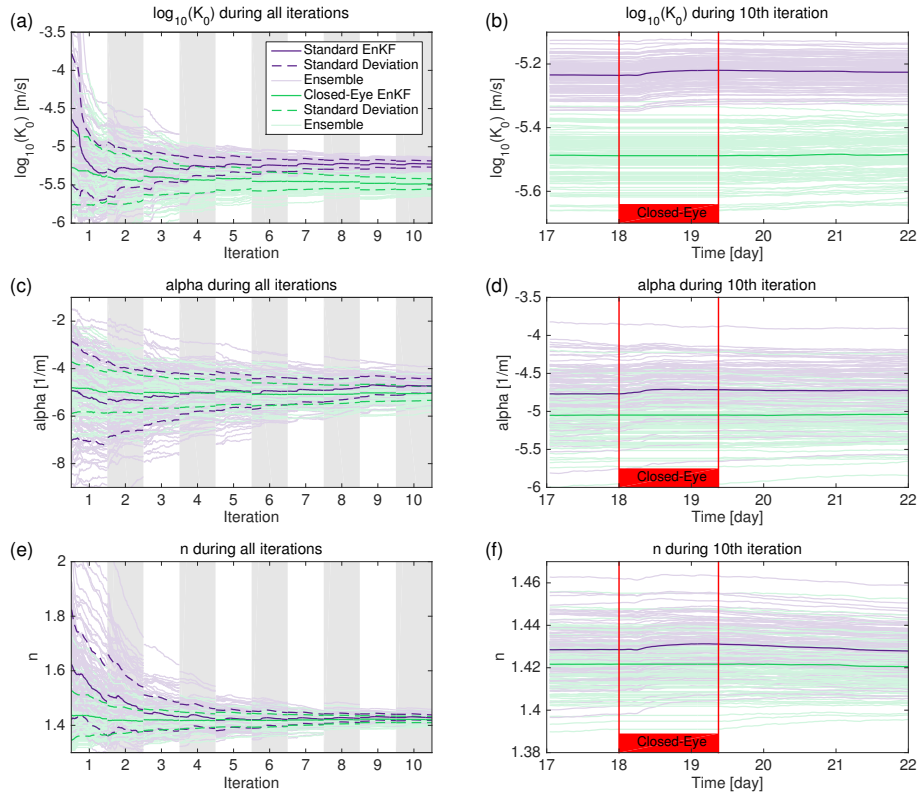 (a)
log10(K0) during all iterations
-3.5
-4
-4.5
-5
-5.5
-6
log10(K0) [m/s]
Standard EnKF
Standard Deviation
Ensemble
Closed-Eye EnKF
Standard Deviation
Ensemble
1 2 3 4 5 6 7 8 9 10
Iteration
(b)
log10(K0) during 10th iteration
-5.2
-5.4
-5.6
log10(K0) [m/s]
Closed-Eye
17 18 19 20 21 22
Time [day]
(c)
alpha during all iterations
-2
-4
-6
-8
alpha [1/m]
1 2 3 4 5 6 7 8 9 10
Iteration
(d)
alpha during 10th iteration
-3.5
-4
-4.5
-5
-5.5
-6
alpha [1/m]
Closed-Eye
17 18 19 20 21 22
Time [day]
(e)
n during all iterations
2
1.8
1.6
1.4
n
1 2 3 4 5 6 7 8 9 10
Iteration
(f)
n during 10th iteration
1.46
1.44
1.42
1.4
1.38
n
Closed-Eye
17 18 19 20 21 22
Time [day]